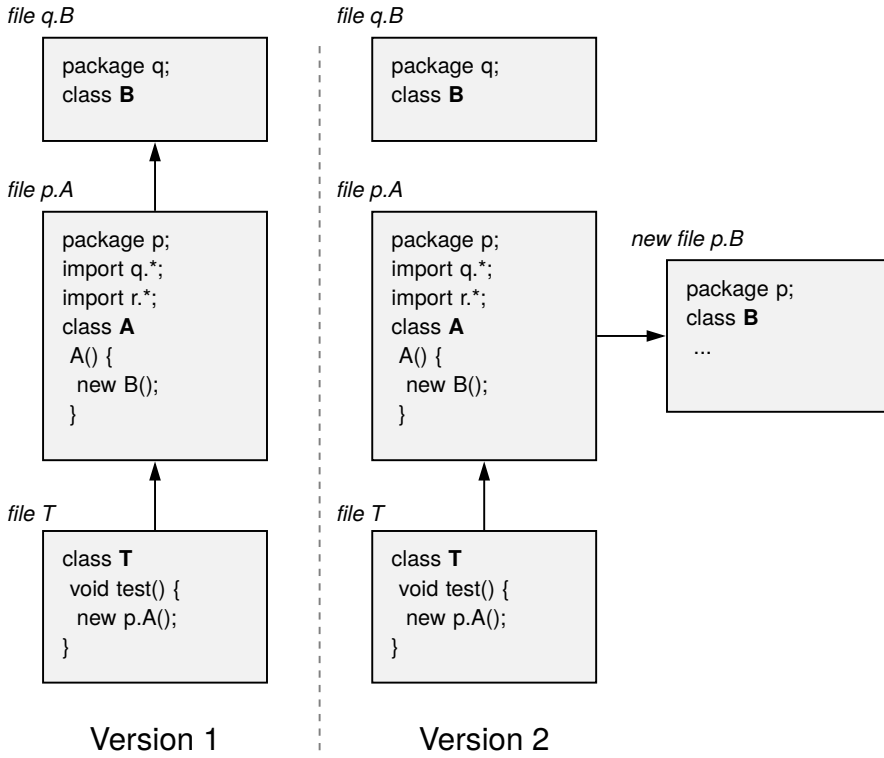 file q.B
package q;
class B
file p.A
package p;
import q.*;
import r.*;
class A
A() {
new B();
}
file T
class T
void test() {
new p.A();
}
Version 1
file q.B
package q;
class B
file p.A
package p;
import q.*;
import r.*;
class A
A() {
new B();
}
new file p.B
package p;
class B
...
file T
class T
void test() {
new p.A();
}
Version 2